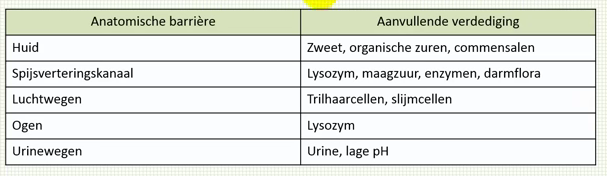 Anatomische barrière Aanvullende verdediging
Huid Zweet, organische zuren, commensalen
Spijsverteringskanaal Lysozym, maagzuur, enzymen, darmflora
Luchtwegen Trilhaarcellen, slijmcellen
Ogen Lysozym
Urinewegen Urine, lage pH